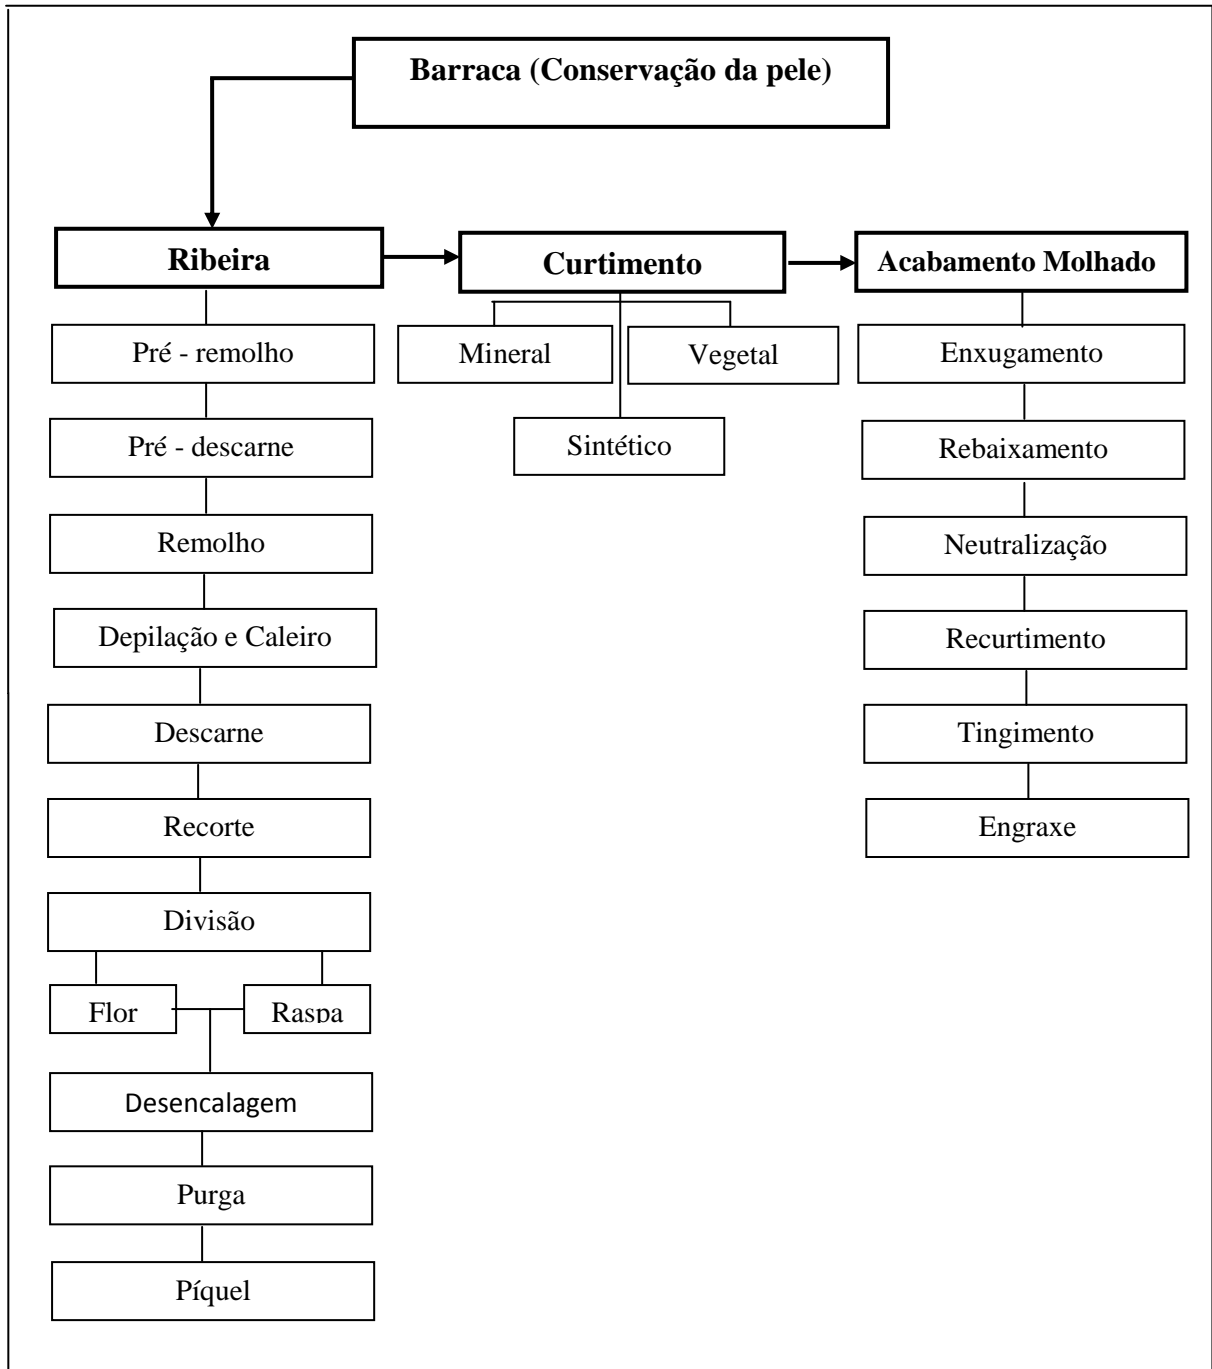 Barraca (Conservação da pele)
Ribeira
Curtimento
Acabamento Molhado
Pré - remolho
Pré - descarne
Remolho
Depilação e Caleiro
Descarne
Recorte
Divisão
Flor
Raspa
Desencalagem
Purga
Píquel
Mineral
Vegetal
Sintético
Enxugamento
Rebaixamento
Neutralização
Recurtimento
Tingimento
Engraxe